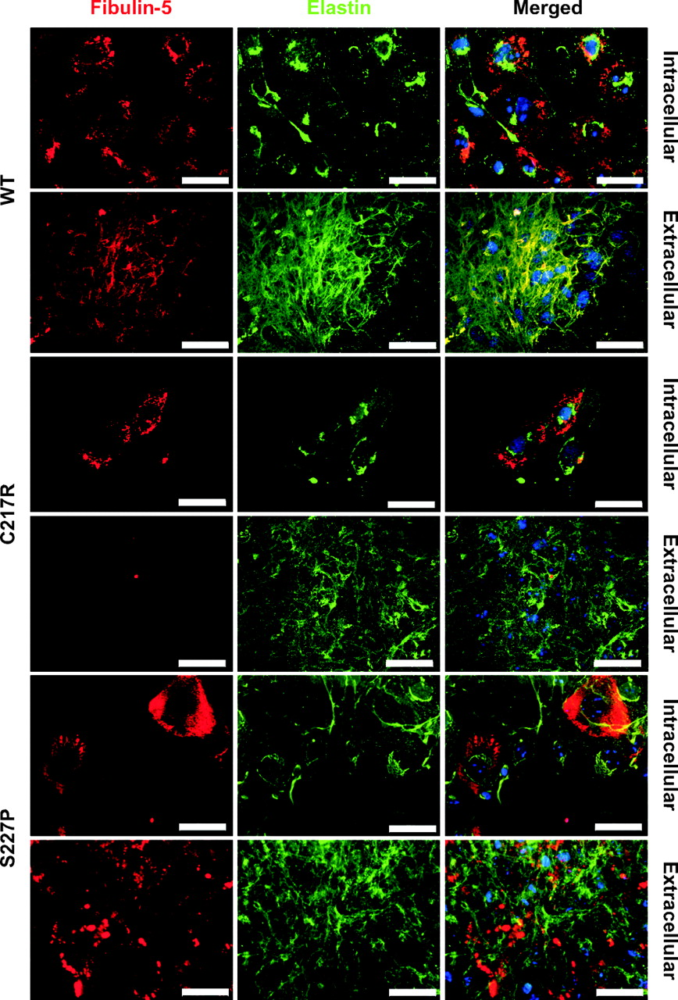 Fibulin-5 Elastin Merged
WT
Intracellular
Extracellular
C217R
Intracellular
Extracellular
S227P
Intracellular
Extracellular